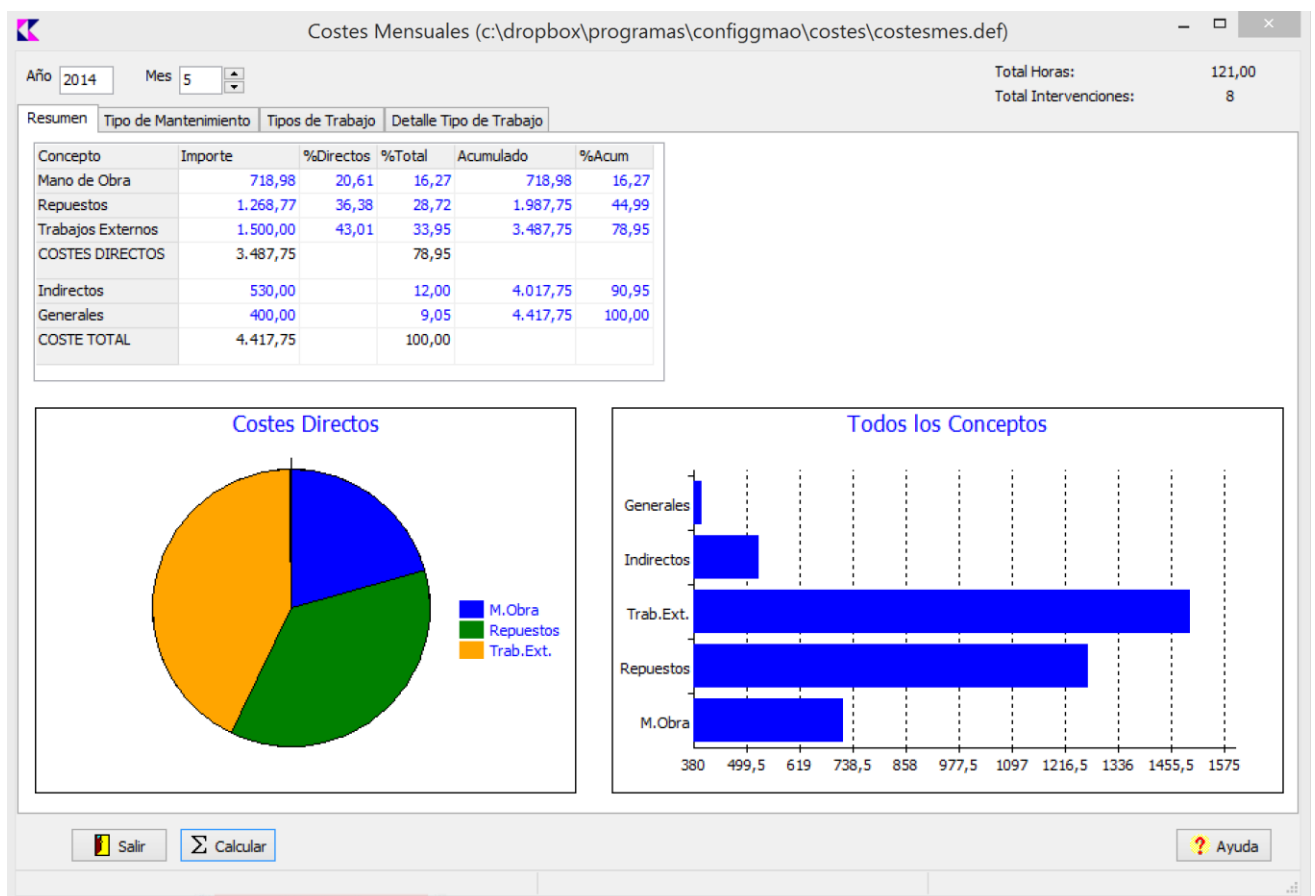 Costes Mensuales (c:\dropbox\programas\configgmao\costes\costesmes.def)
Año 2014 Mes 5 Total Horas: 121,00
Total Intervenciones: 8
Resumen Tipo de Mantenimiento Tipos de Trabajo Detalle Tipo de Trabajo
Concepto Importe %Directos %Total Acumulado %Acum
Mano de Obra 718,98 20,61 16,27 718,98 16,27
Repuestos 1.268,77 36,38 28,72 1.987,75 44,99
Trabajos Externos 1.500,00 43,01 33,95 3.487,75 78,95
COSTES DIRECTOS 3.487,75 78,95
Indirectos 530,00 12,00 4.017,75 90,95
Generales 400,00 9,05 4.417,75 100,00
COSTE TOTAL 4.417,75 100,00
Costes Directos
M.Obra
Repuestos
Trab.Ext.
Todos los Conceptos
Generales
Indirectos
Trab.Ext.
Repuestos
M.Obra
380 499,5 619 738,5 858 977,5 1097 1216,5 1336 1455,5 1575
Salir Σ Calcular ? Ayuda